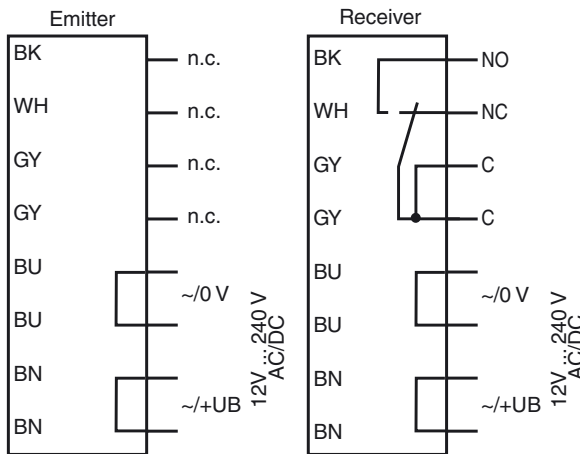 Emitter
BK n.c.
WH n.c.
GY n.c.
GY n.c.
BU
~/0 V
BU
BN
~/+UB
BN
12V ... 240 V
AC/DC
Receiver
BK NO
WH NC
GY C
GY C
BU
~/0 V
BU
BN
~/+UB
BN
12V ... 240 V
AC/DC